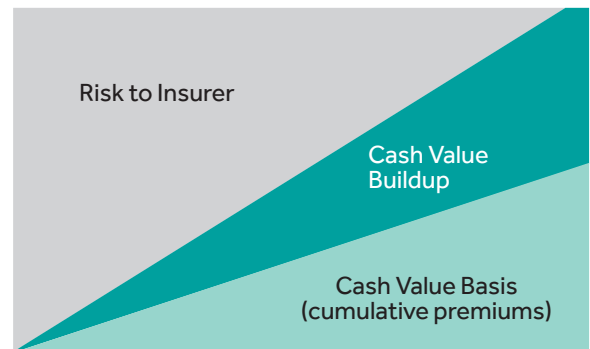 Risk to Insurer
Cash Value
Buildup
Cash Value Basis
(cumulative premiums)